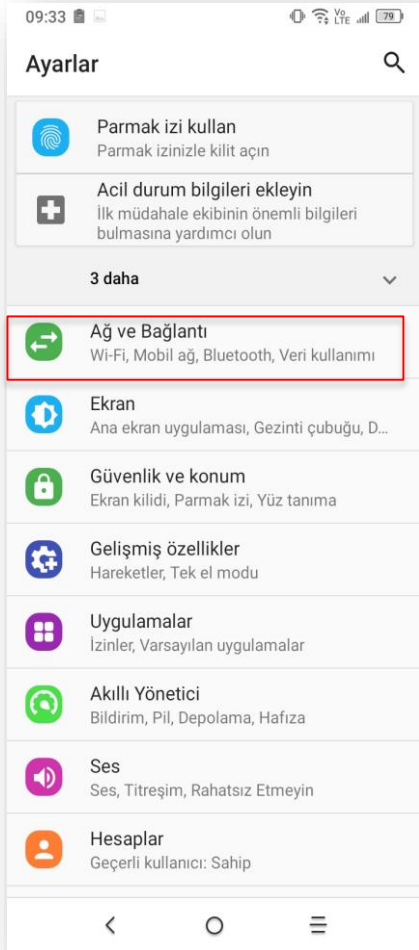 09:33 Vo LTE 79
Ayarlar
Parmak izi kullan
Parmak izinizle kilit açın
Acil durum bilgileri ekleyin
İlk müdahale ekibinin önemli bilgileri
bulmasına yardımcı olun
3 daha
Ağ ve Bağlantı
Wi-Fi, Mobil ağ, Bluetooth, Veri kullanımı
Ekran
Ana ekran uygulaması, Gezinti çubuğu, D...
Güvenlik ve konum
Ekran kilidi, Parmak izi, Yüz tanıma
Gelişmiş özellikler
Hareketler, Tek el modu
Uygulamalar
İzinler, Varsayılan uygulamalar
Akıllı Yönetici
Bildirim, Pil, Depolama, Hafıza
Ses
Ses, Titreşim, Rahatsız Etmeyin
Hesaplar
Geçerli kullanıcı: Sahip